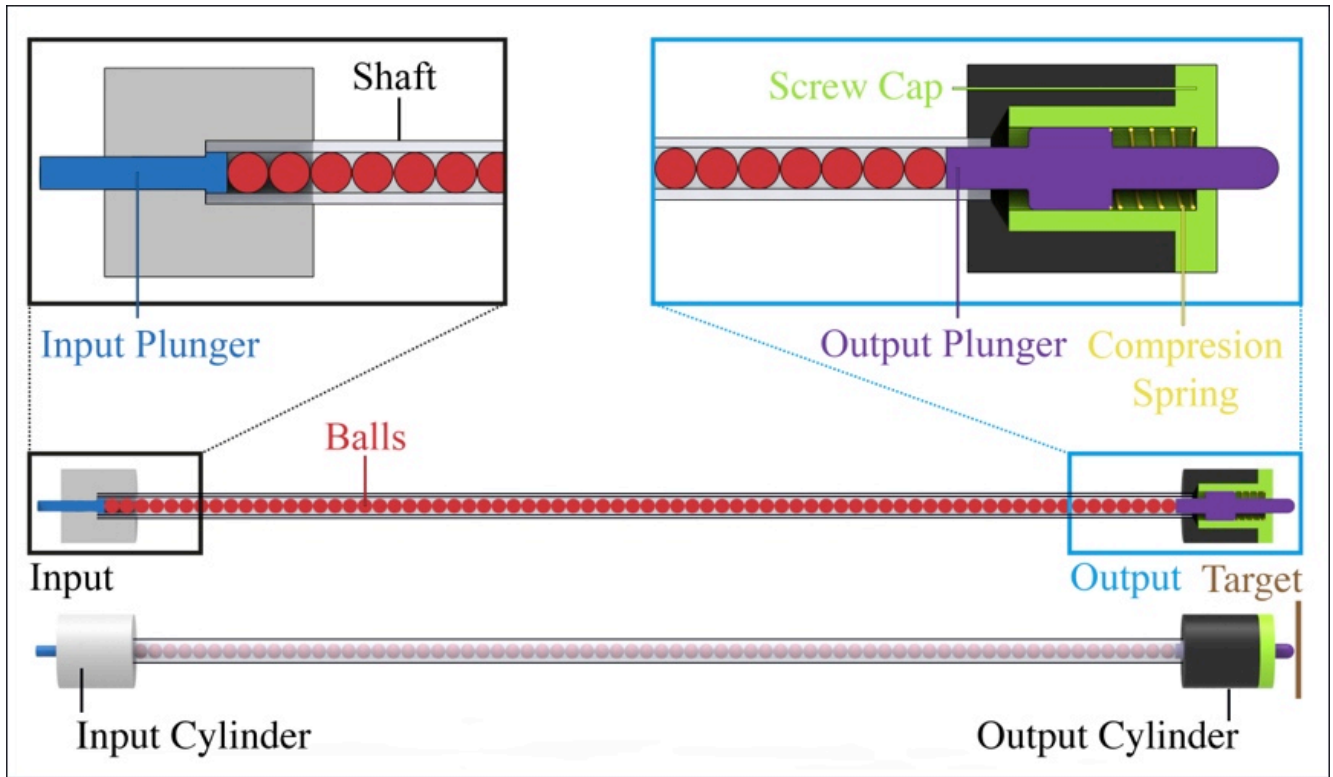 Shaft
Screw Cap
Input Plunger
Output Plunger
Compresion
Spring
Balls
Input
Output
Target
Input Cylinder
Output Cylinder